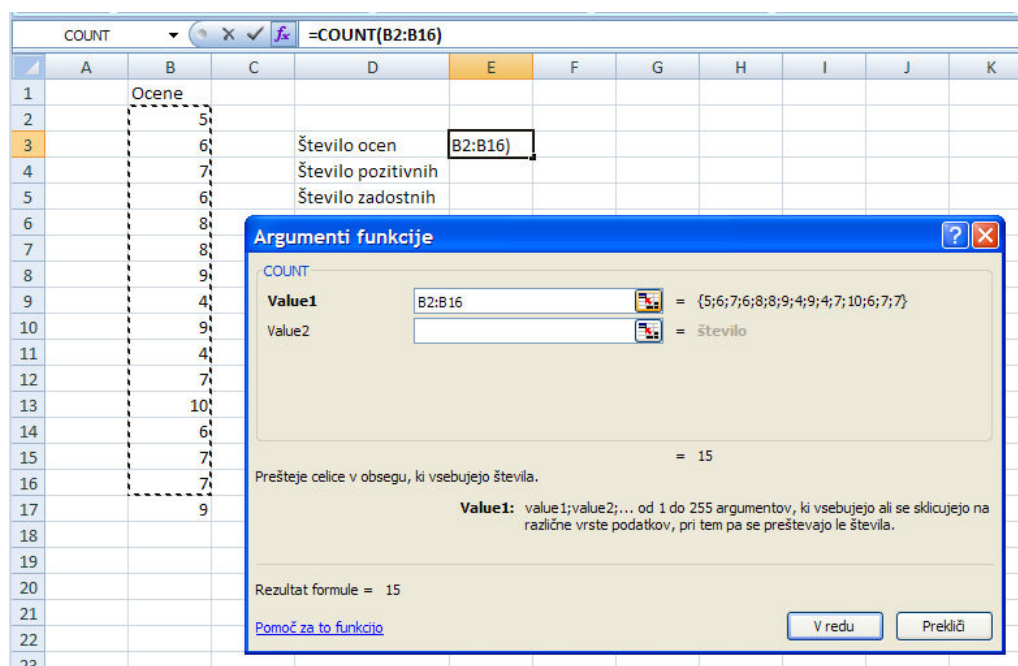 COUNT =COUNT(B2:B16)
A B C D E F G H I J K
1 Ocene
2 5
3 6 Število ocen B2:B16)
4 7 Število pozitivnih
5 6 Število zadostnih
6 8
7 8
8 9
9 4
10 9
11 4
12 7
13 10
14 6
15 7
16 7
17 9
18
19
20
21
22
23
Argumenti funkcije
COUNT
Value1 B2:B16 = {5;6;7;6;8;8;9;4;9;4;7;10;6;7;7}
Value2 = število
= 15
Prešteje celice v obsegu, ki vsebujejo števila.
Value1: value1;value2;... od 1 do 255 argumentov, ki vsebujejo ali se sklicujejo na
različne vrste podatkov, pri tem pa se preštevajo le števila.
Rezultat formule = 15
Pomoč za to funkcijo V redu Prekliči